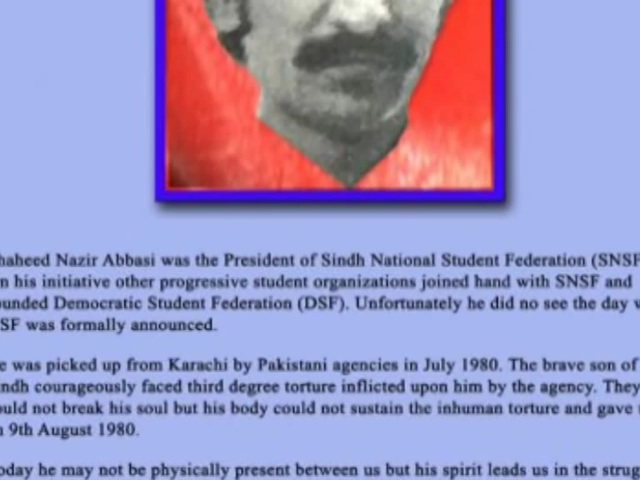 haheed Nazir Abbasi was the President of Sindh National Student Federation (SNSF
n his initiative other progressive student organizations joined hand with SNSF and
ounded Democratic Student Federation (DSF). Unfortunately he did no see the day
SF was formally announced.
e was picked up from Karachi by Pakistani agencies in July 1980. The brave son of
ndh courageously faced third degree torture inflicted upon him by the agency. They
ould not break his soul but his body could not sustain the inhuman torture and gave
n 9th August 1980.
oday he may not be physically present between us but his spirit leads us in the strug